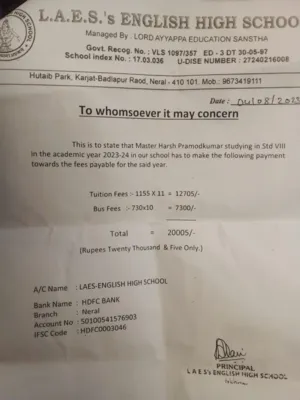 L.A.E.S.'s ENGLISH HIGH SCHOO
Managed By : LORD AYYAPPA EDUCATION SANSTHA
Govt. Recog. No. : VLS 1097/357 ED - 3 DT 30-05-97
School index No. : 17.03.036 U-DISE NUMBER : 27240216006
Hutatb Park, Karjat-Badlapur Raod, Neral - 410 101. Mob.: 9673419111
Date : 04/08/2023
To whomsoever it may concern
This is to state that Master Harsh Pramodkumar studying in Std VIII
in the academic year 2023-24 in our school has to make the following payment
towards the fees payable for the said year.
Tuition Fees :- 1155 X 11 = 12705/-
Bus Fees :- 730x10 = 7300/-
Total = 20005/-
(Rupees Twenty Thousand & Five Only.)
A/C Name : LAES-ENGLISH HIGH SCHOOL
Bank Name : HDFC BANK
Branch : Neral
Account No : 50100541576903
IFSC Code : HDFC0003046
PRINCIPAL
L A E S's ENGLISH HIGH SCHOOL